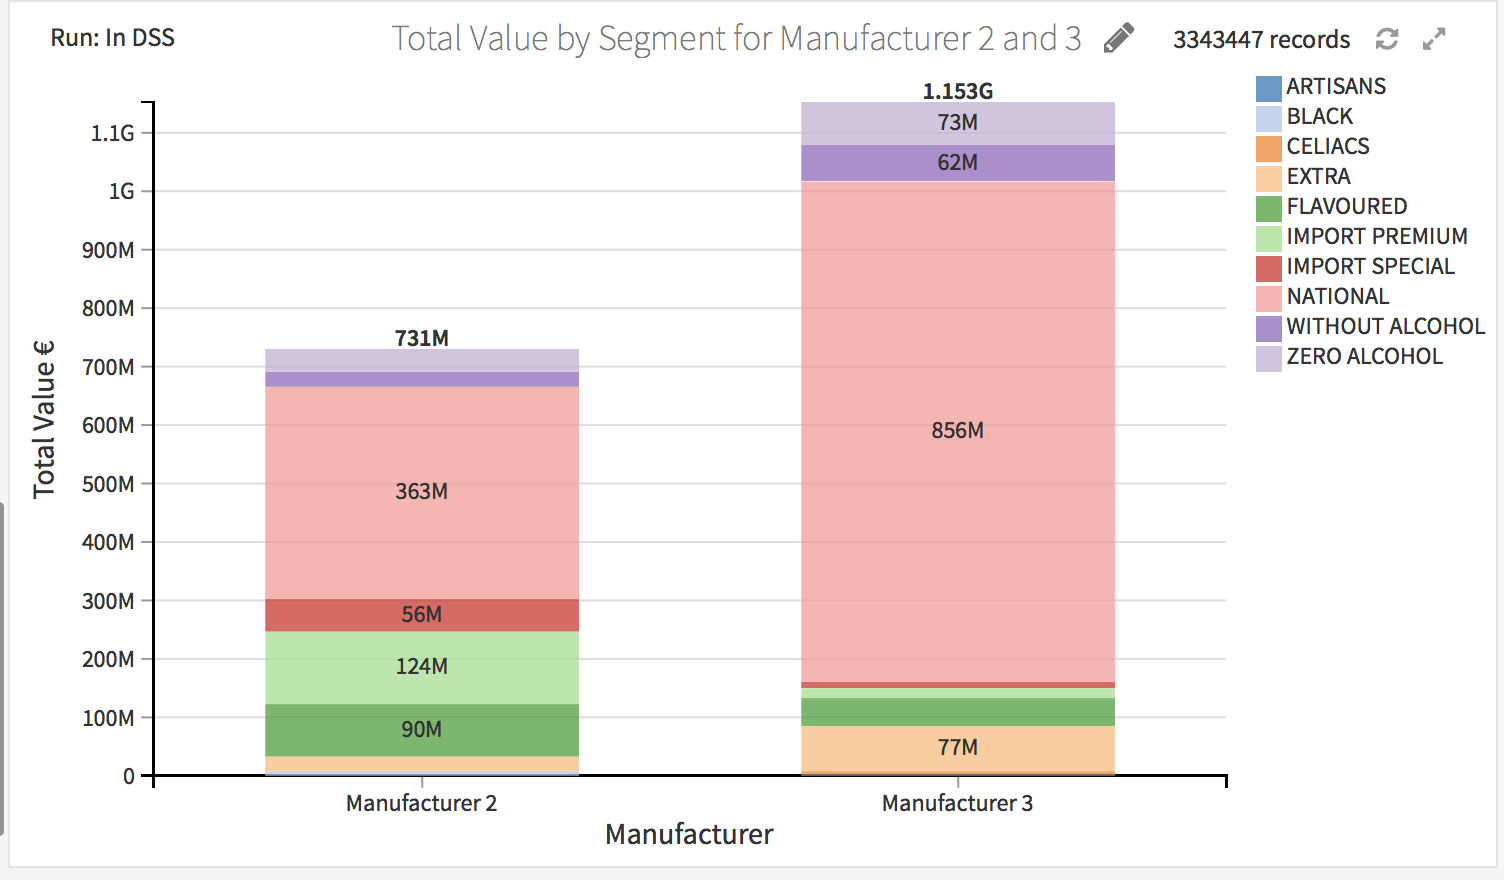 Run: In DSS
Total Value by Segment for Manufacturer 2 and 3
3343447 records
ARTISANS
BLACK
CELIACS
EXTRA
FLAVOURED
IMPORT PREMIUM
IMPORT SPECIAL
NATIONAL
WITHOUT ALCOHOL
ZERO ALCOHOL
Total Value €
1.1G
1G
900M
800M
700M
600M
500M
400M
300M
200M
100M
0
731M
363M
56M
124M
90M
1.153G
73M
62M
856M
77M
Manufacturer 2
Manufacturer 3
Manufacturer